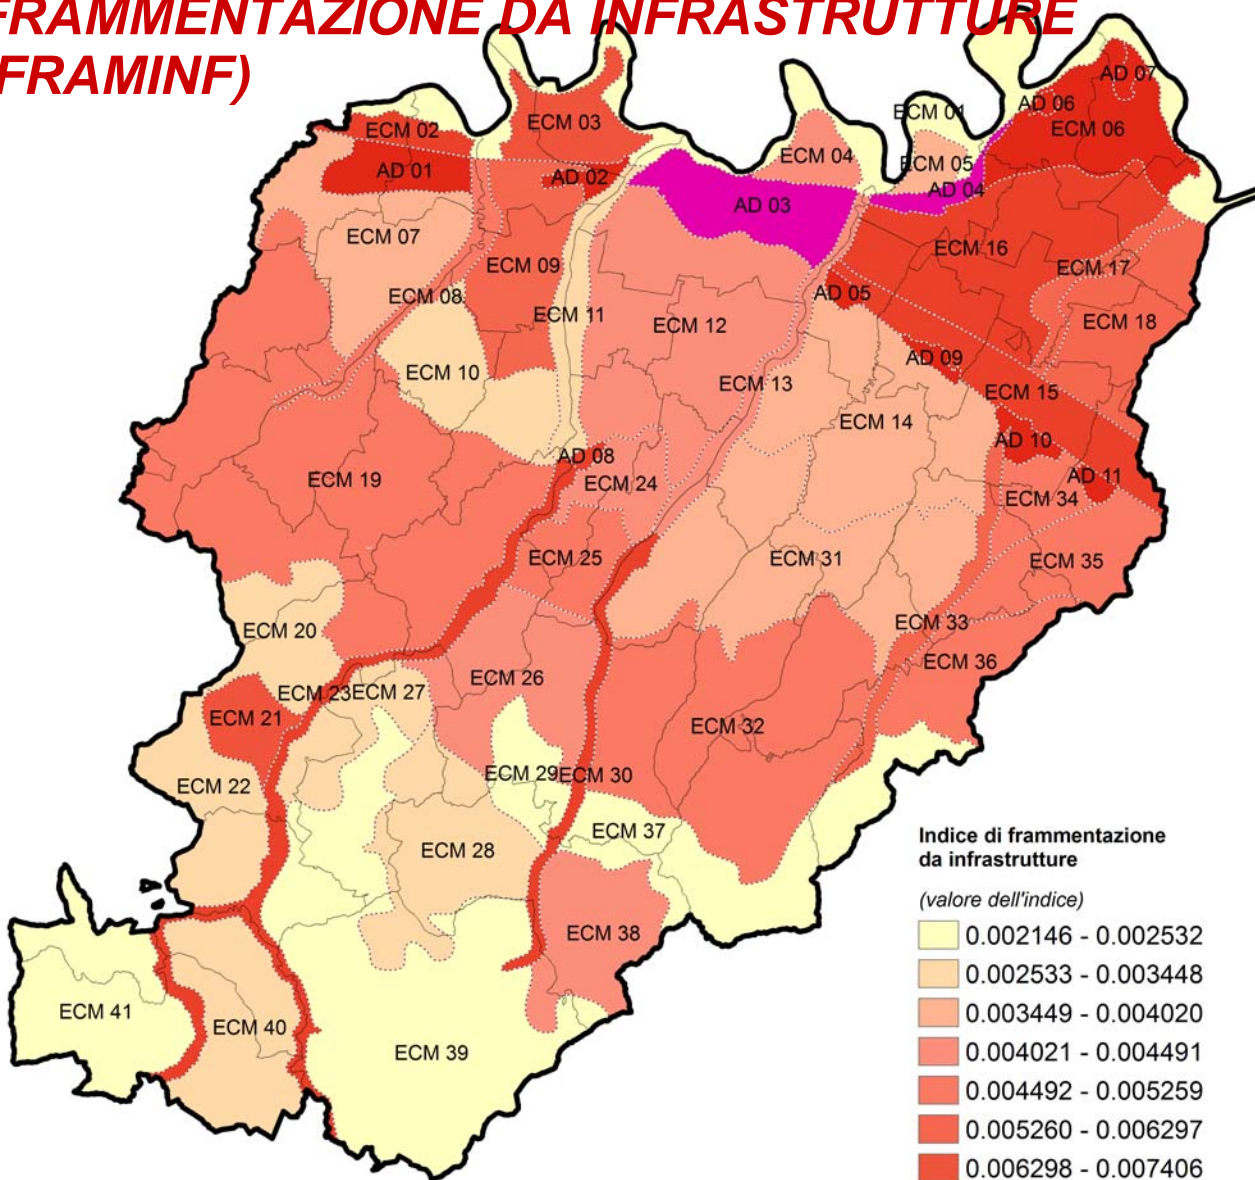 FRAMMENTAZIONE DA INFRASTRUTTURE
FRAMINF)
AD 07
AD 06
ECM 01
ECM 03
ECM 02
ECM 06
ECM 04
ECM 05
AD 01
AD 02
AD 04
AD 03
ECM 07
ECM 16
ECM 09
ECM 17
ECM 08
AD 05
ECM 11
ECM 12
ECM 18
AD 09
ECM 10
ECM 13
ECM 15
ECM 14
AD 10
AD 08
ECM 19
ECM 24
AD 11
ECM 34
ECM 25
ECM 31
ECM 35
ECM 20
ECM 33
ECM 36
ECM 26
ECM 23
ECM 27
ECM 21
ECM 32
ECM 29
ECM 30
ECM 22
ECM 37
ECM 28
ECM 38
ECM 41
ECM 40
ECM 39
Indice di frammentazione
da infrastrutture
(valore dell'indice)
0.002146 - 0.002532
0.002533 - 0.003448
0.003449 - 0.004020
0.004021 - 0.004491
0.004492 - 0.005259
0.005260 - 0.006297
0.006298 - 0.007406